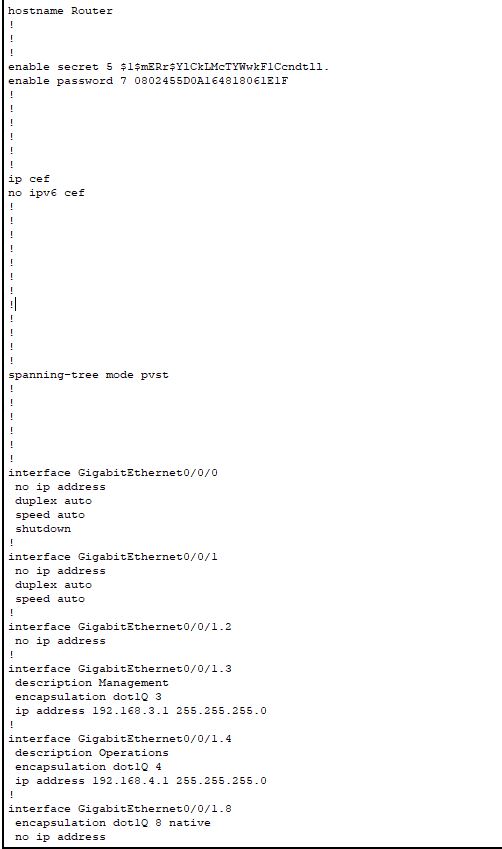 hostname Router
!
!
!
enable secret 5 $1$mERr$YlCkLMcTYWwkF1Ccndtll.
enable password 7 0802455D0A164818061E1F
!
!
!
!
!
!
ip cef
no ipv6 cef
!
!
!
!
!
!
!
!
!
!
!
!
spanning-tree mode pvst
!
!
!
!
!
!
interface GigabitEthernet0/0/0
 no ip address
 duplex auto
 speed auto
 shutdown
!
interface GigabitEthernet0/0/1
 no ip address
 duplex auto
 speed auto
!
interface GigabitEthernet0/0/1.2
 no ip address
!
interface GigabitEthernet0/0/1.3
 description Management
 encapsulation dot1Q 3
 ip address 192.168.3.1 255.255.255.0
!
interface GigabitEthernet0/0/1.4
 description Operations
 encapsulation dot1Q 4
 ip address 192.168.4.1 255.255.255.0
!
interface GigabitEthernet0/0/1.8
 encapsulation dot1Q 8 native
 no ip address